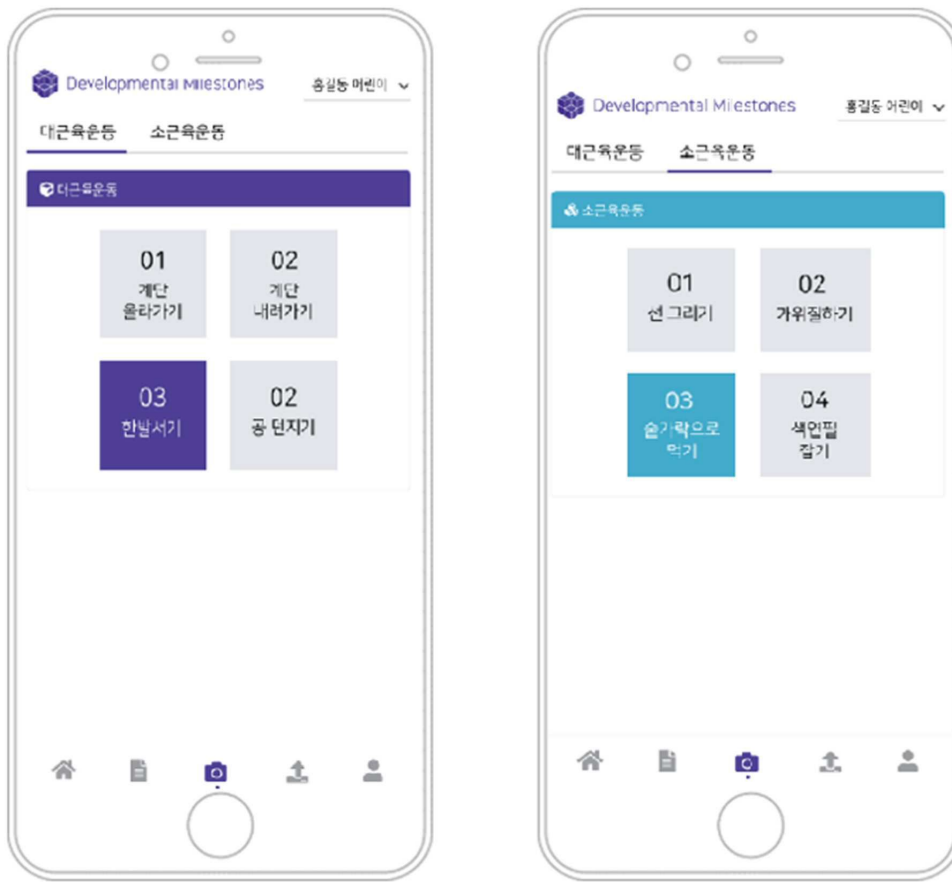 Developmental Milestones
홍길동 어린이
대근육운동 소근육운동
대근육운동
01
계단
올라가기
02
계단
내려가기
03
한발서기
02
공 던지기
Developmental Milestones
홍길동 어린이
대근육운동 소근육운동
소근육운동
01
선 그리기
02
가위질하기
03
숟가락으로
먹기
04
색연필
잡기